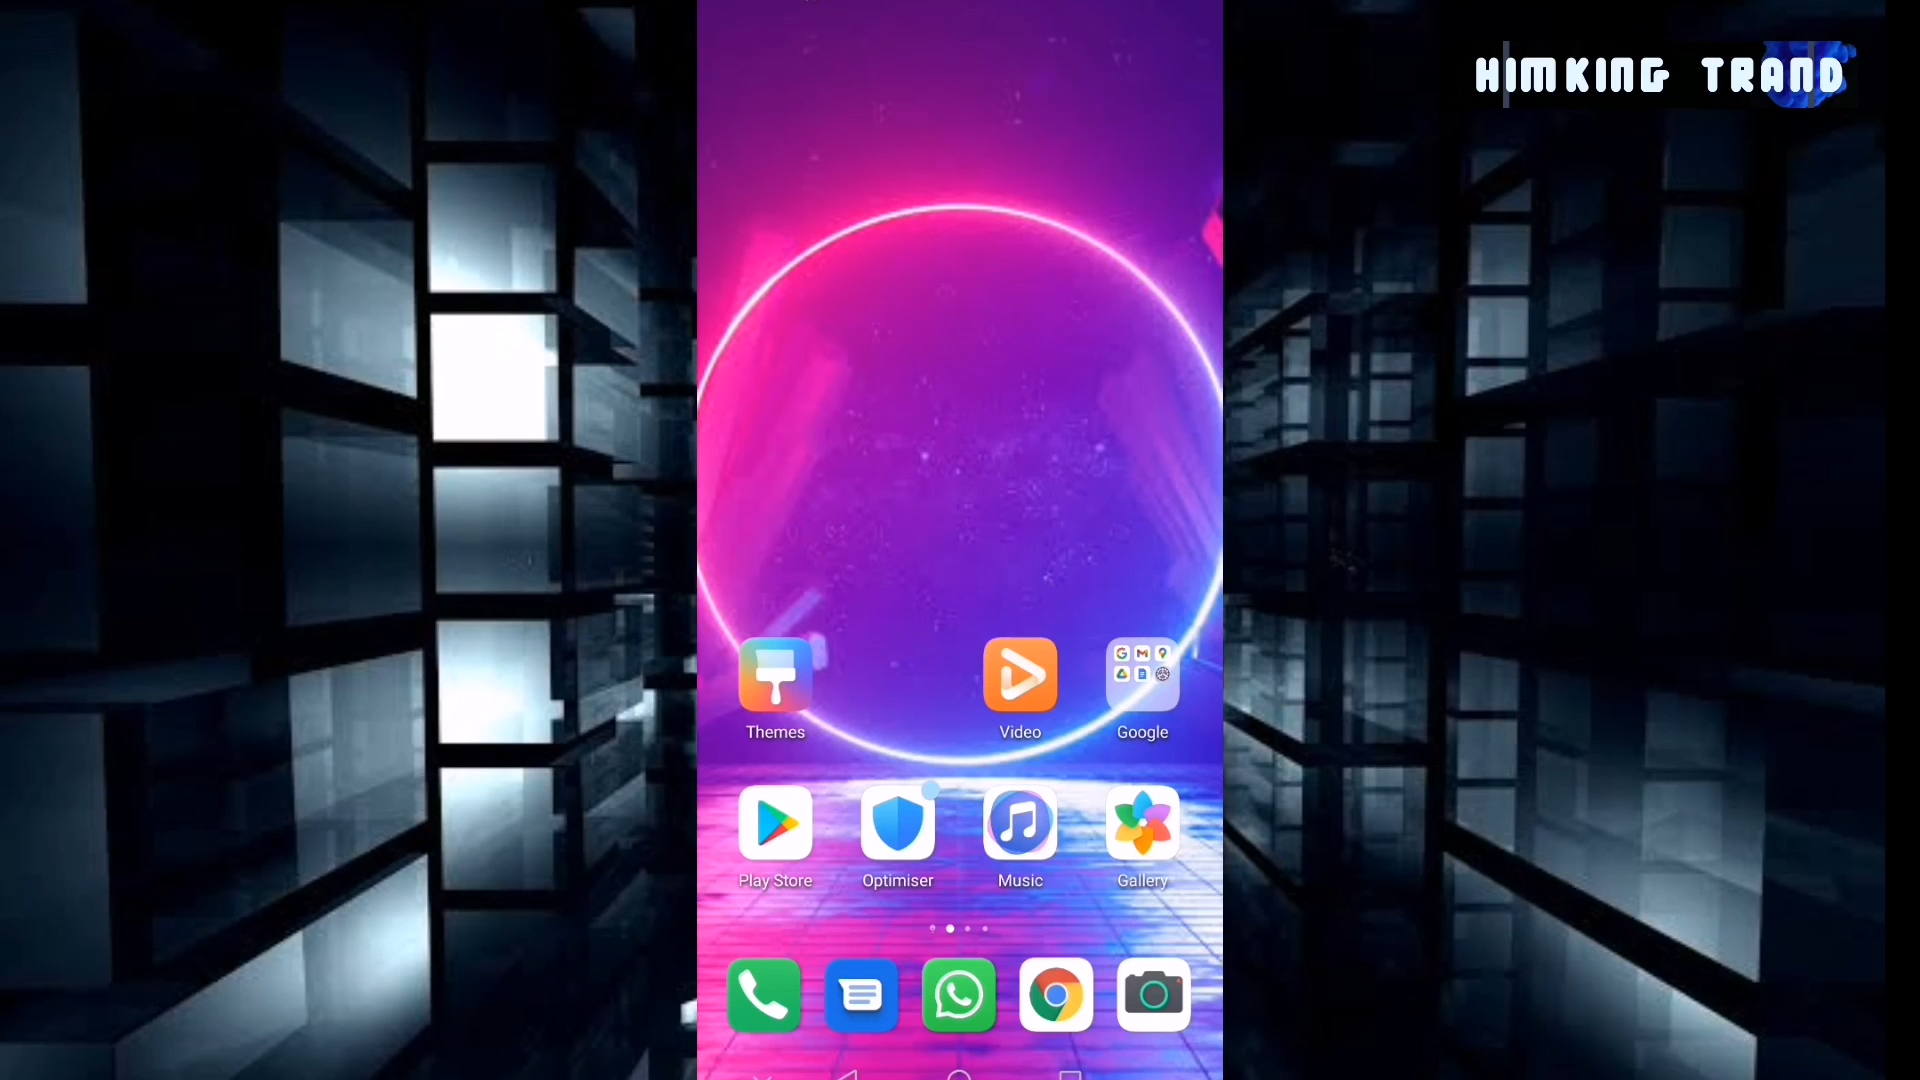 HIMKING TRAND
Themes
Video
Google
Play Store
Optimiser
Music
Gallery